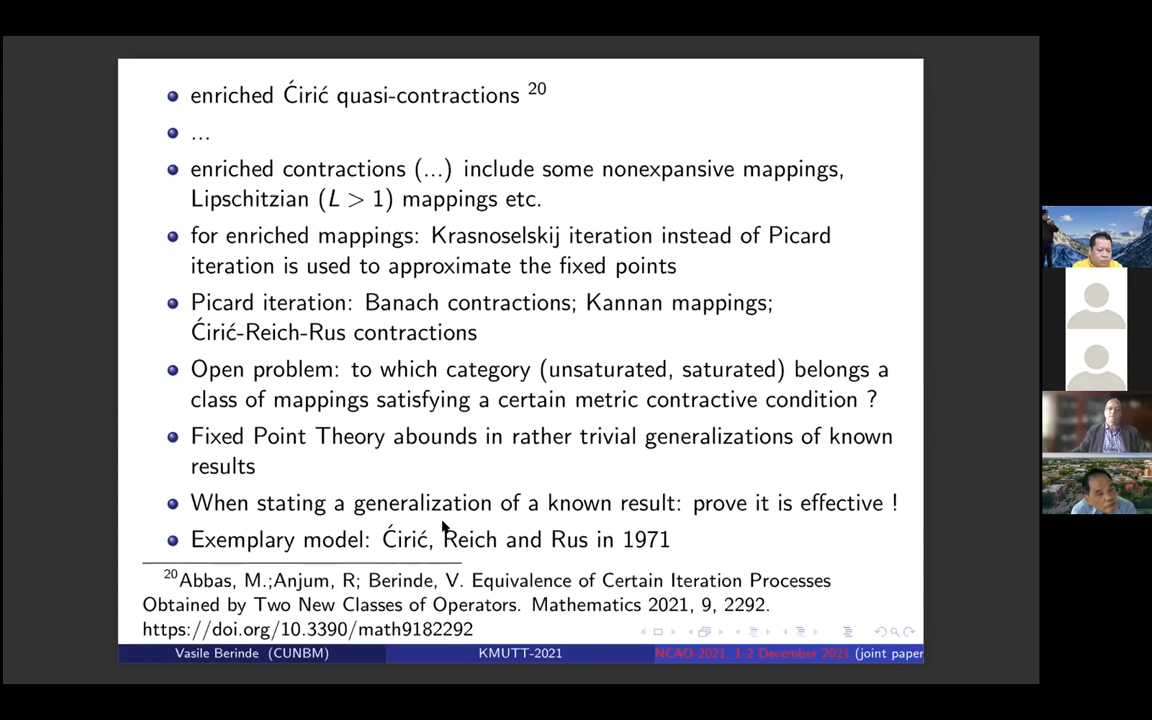 enriched Ćirić quasi-contractions 20
...
enriched contractions (...) include some nonexpansive mappings,
Lipschitzian (L > 1) mappings etc.
for enriched mappings: Krasnoselskij iteration instead of Picard
iteration is used to approximate the fixed points
Picard iteration: Banach contractions; Kannan mappings;
Ćirić-Reich-Rus contractions
Open problem: to which category (unsaturated, saturated) belongs a
class of mappings satisfying a certain metric contractive condition ?
Fixed Point Theory abounds in rather trivial generalizations of known
results
When stating a generalization of a known result: prove it is effective !
Exemplary model: Ćirić, Reich and Rus in 1971
20Abbas, M.;Anjum, R; Berinde, V. Equivalence of Certain Iteration Processes
Obtained by Two New Classes of Operators. Mathematics 2021, 9, 2292.
https://doi.org/10.3390/math9182292
Vasile Berinde (CUNBM) KMUTT-2021 NCAO-2021, 1-2 December 2021 (joint paper